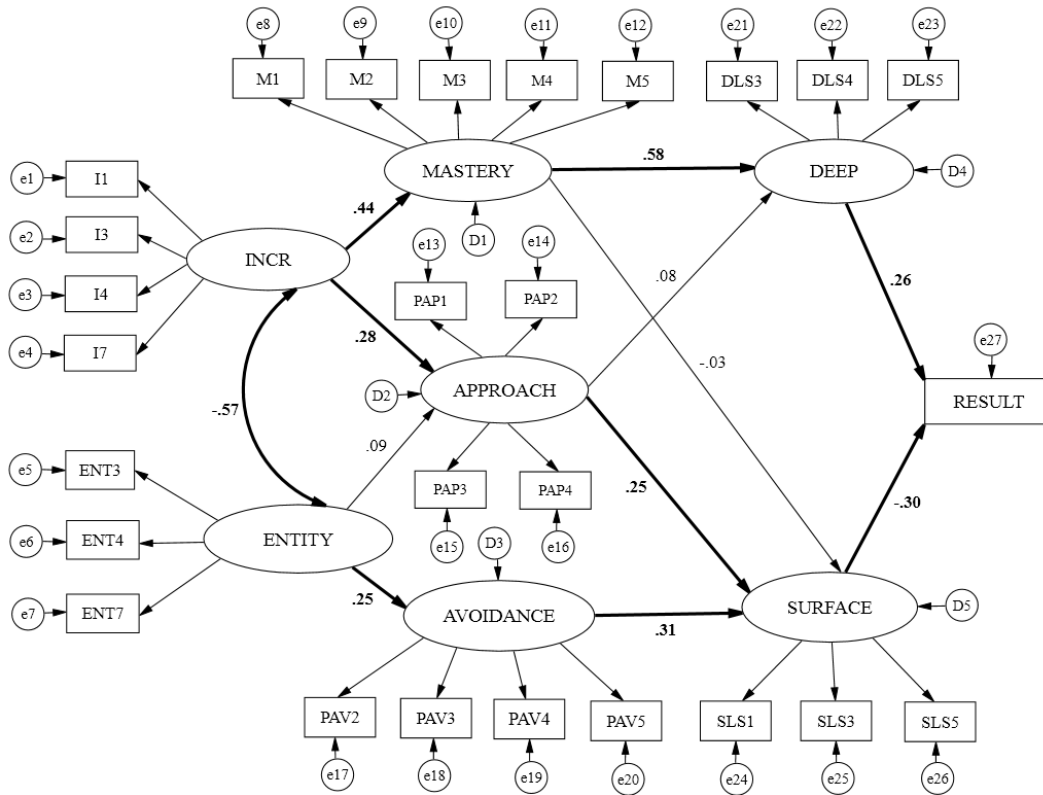 e8
e9
e10
e11
e12
e21
e22
e23
M1
M2
M3
M4
M5
DLS3
DLS4
DLS5
e1
I1
MASTERY
.58
DEEP
D4
.44
e2
I3
D1
e13
e14
INCR
.08
.26
e3
I4
PAP1
PAP2
e4
I7
.28
-.03
e27
D2
APPROACH
RESULT
-.57
.09
e5
ENT3
PAP3
PAP4
.25
-.30
e6
ENT4
ENTITY
e15
D3
e16
e7
ENT7
.25
AVOIDANCE
.31
SURFACE
D5
PAV2
PAV3
PAV4
PAV5
SLS1
SLS3
SLS5
e17
e18
e19
e20
e24
e25
e26